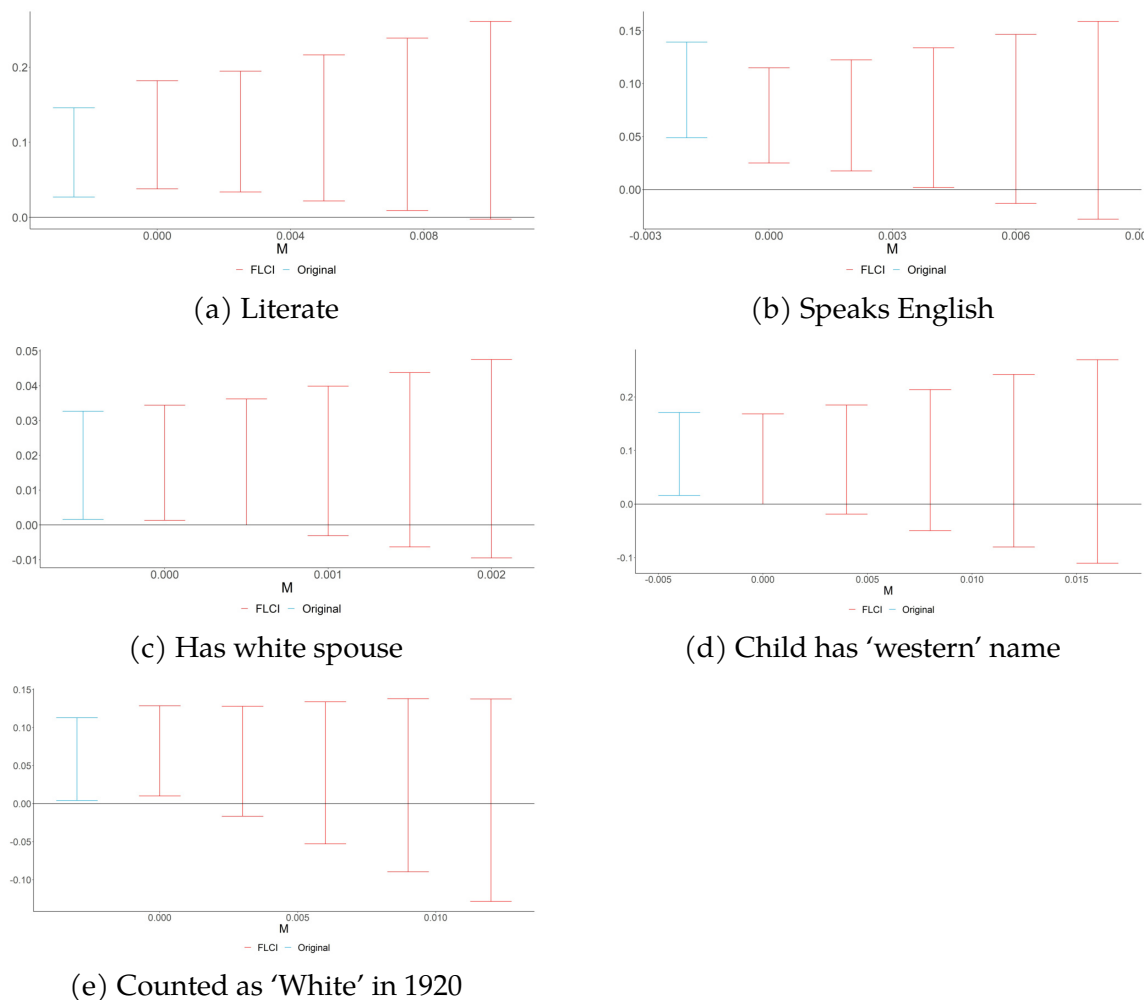 0.2
0.1
0.0
0.000 0.004 0.008
M
FLCI Original
(a) Literate
0.15
0.10
0.05
0.00
-0.003 0.000 0.003 0.006 0.00
M
FLCI Original
(b) Speaks English
0.05
0.04
0.03
0.02
0.01
0.00
-0.01
0.000 0.001 0.002
M
FLCI Original
(c) Has white spouse
0.2
0.1
0.0
-0.1
-0.005 0.000 0.005 0.010 0.015
M
FLCI Original
(d) Child has ‘western’ name
0.15
0.10
0.05
0.00
-0.05
-0.10
0.000 0.005 0.010
M
FLCI Original
(e) Counted as ‘White’ in 1920